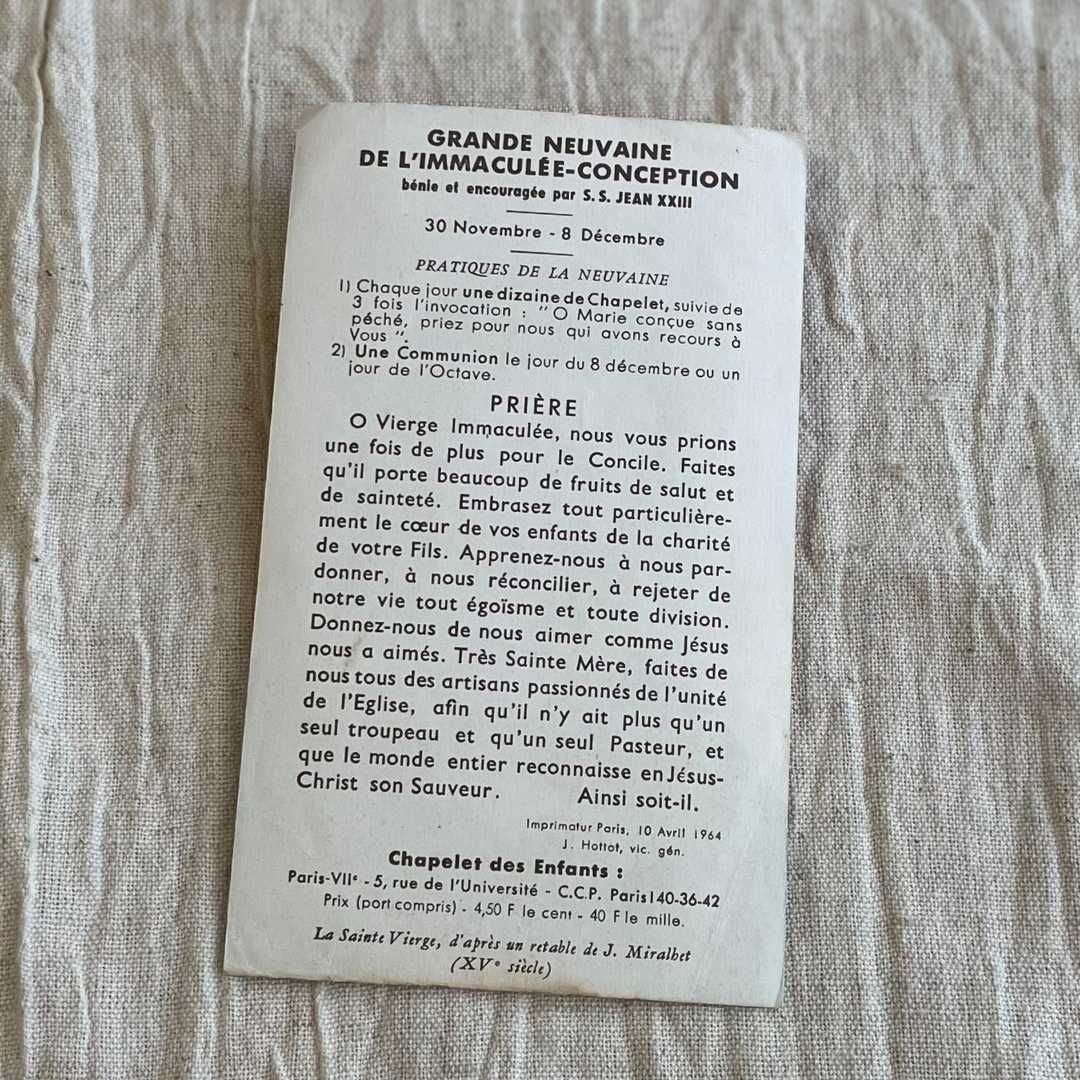 GRANDE NEUVAINE
DE L'IMMACULÉE-CONCEPTION
bénie et encouragée par S. S. JEAN XXIII
30 Novembre - 8 Décembre
PRATIQUES DE LA NEUVAINE
1) Chaque jour une dizaine de Chapelet, suivie de
3 fois l'invocation : " O Marie conçue sans
péché, priez pour nous qui avons recours à
Vous ".
2) Une Communion le jour du 8 décembre ou un
jour de l'Octave.
PRIÈRE
O Vierge Immaculée, nous vous prions
une fois de plus pour le Concile. Faites
qu'il porte beaucoup de fruits de salut et
de sainteté. Embrasez tout particulière-
ment le cœur de vos enfants de la charité
de votre Fils. Apprenez-nous à nous par-
donner, à nous réconcilier, à rejeter de
notre vie tout égoïsme et toute division.
Donnez-nous de nous aimer comme Jésus
nous a aimés. Très Sainte Mère, faites de
nous tous des artisans passionnés de l'unité
de l'Eglise, afin qu'il n'y ait plus qu'un
seul troupeau et qu'un seul Pasteur, et
que le monde entier reconnaisse en Jésus-
Christ son Sauveur. Ainsi soit-il.
Imprimatur Paris, 10 Avril 1964
J. Hottot, vic. gén.
Chapelet des Enfants :
Paris-VIIe - 5, rue de l'Université - C.C.P. Paris 140-36-42
Prix (port compris) - 4,50 F le cent - 40 F le mille.
La Sainte Vierge, d'après un retable de J. Miralhet
(XVe siècle)